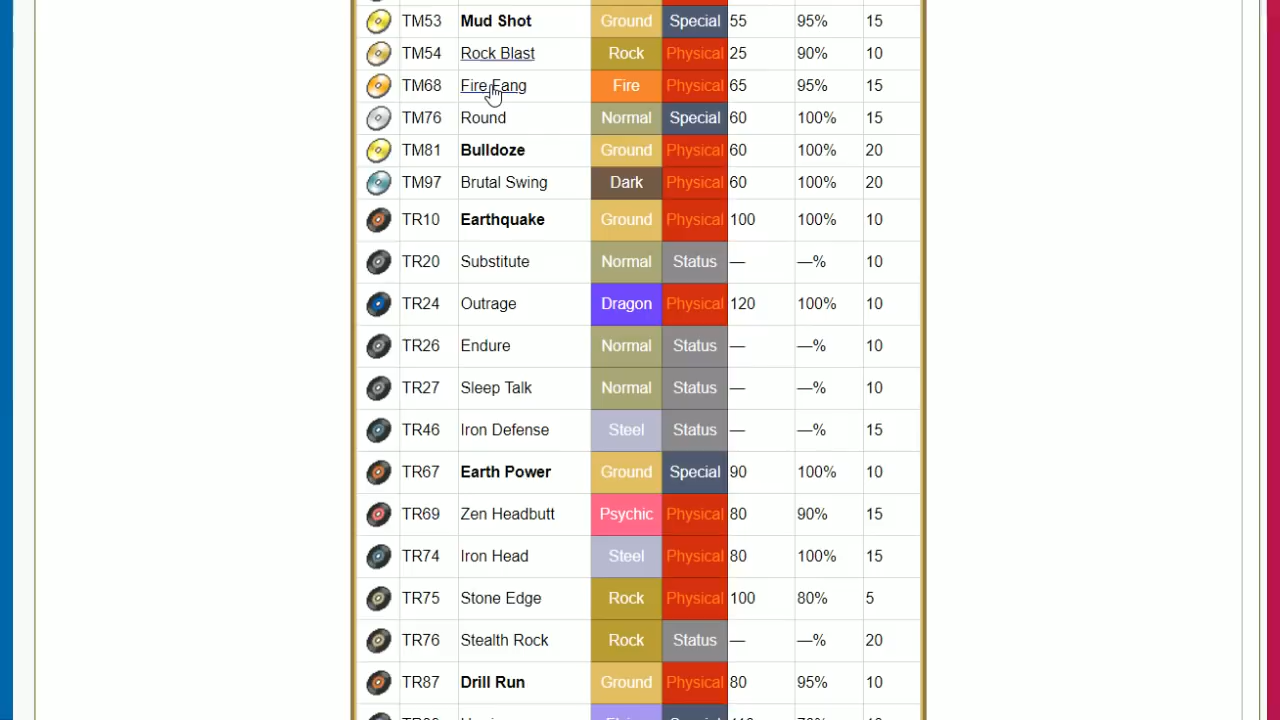 TM53 Mud Shot Ground Special 55 95% 15
TM54 Rock Blast Rock Physical 25 90% 10
TM68 Fire Fang Fire Physical 65 95% 15
TM76 Round Normal Special 60 100% 15
TM81 Bulldoze Ground Physical 60 100% 20
TM97 Brutal Swing Dark Physical 60 100% 20
TR10 Earthquake Ground Physical 100 100% 10
TR20 Substitute Normal Status — —% 10
TR24 Outrage Dragon Physical 120 100% 10
TR26 Endure Normal Status — —% 10
TR27 Sleep Talk Normal Status — —% 10
TR46 Iron Defense Steel Status — —% 15
TR67 Earth Power Ground Special 90 100% 10
TR69 Zen Headbutt Psychic Physical 80 90% 15
TR74 Iron Head Steel Physical 80 100% 15
TR75 Stone Edge Rock Physical 100 80% 5
TR76 Stealth Rock Rock Status — —% 20
TR87 Drill Run Ground Physical 80 95% 10